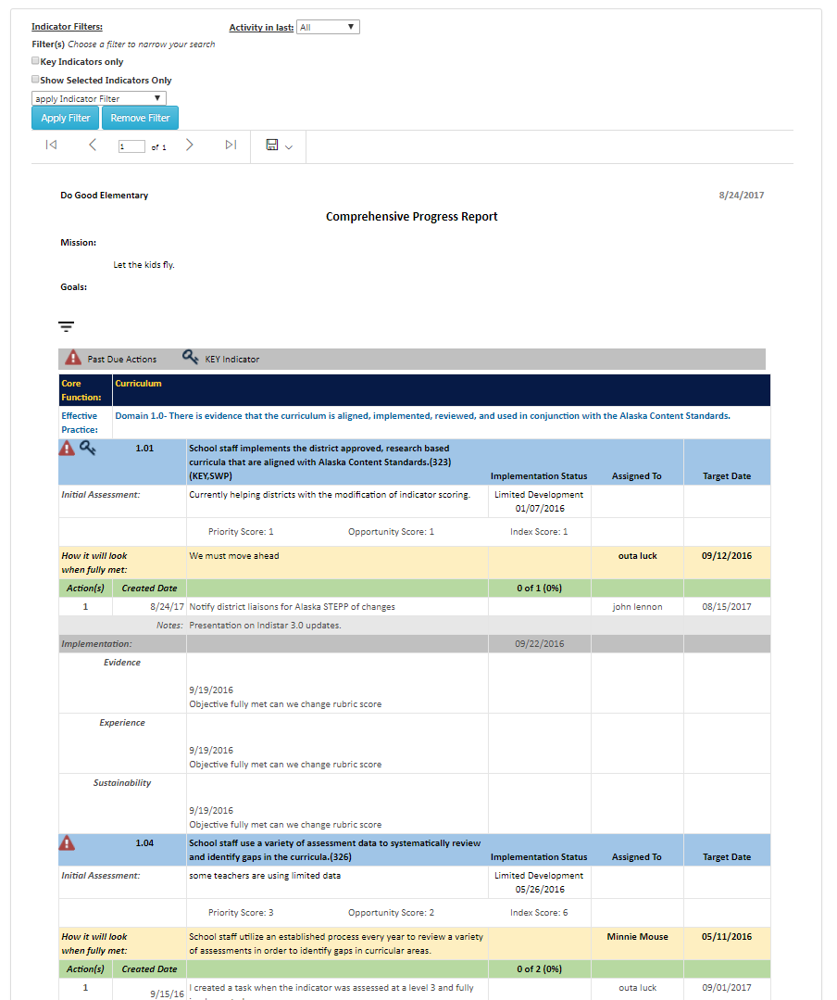 Indicator Filters: Activity in last: All
Filter(s) Choose a filter to narrow your search
Key Indicators only
Show Selected Indicators Only
apply Indicator Filter
Apply Filter Remove Filter
1 of 1
Do Good Elementary 8/24/2017
Comprehensive Progress Report
Mission:
Let the kids fly.
Goals:
Past Due Actions KEY Indicator
Core Curriculum
Function:
Effective Domain 1.0- There is evidence that the curriculum is aligned, implemented, reviewed, and used in conjunction with the Alaska Content Standards.
Practice:
1.01 School staff implements the district approved, research based
curricula that are aligned with Alaska Content Standards.(323)
(KEY,SWP) Implementation Status Assigned To Target Date
Initial Assessment: Currently helping districts with the modification of indicator scoring. Limited Development
01/07/2016
Priority Score: 1 Opportunity Score: 1 Index Score: 1
How it will look We must move ahead outa luck 09/12/2016
when fully met:
Action(s) Created Date 0 of 1 (0%)
1 8/24/17 Notify district liaisons for Alaska STEPP of changes john lennon 08/15/2017
Notes: Presentation on Indistar 3.0 updates.
Implementation: 09/22/2016
Evidence
9/19/2016
Objective fully met can we change rubric score
Experience
9/19/2016
Objective fully met can we change rubric score
Sustainability
9/19/2016
Objective fully met can we change rubric score
1.04 School staff use a variety of assessment data to systematically review
and identify gaps in the curricula.(326) Implementation Status Assigned To Target Date
Initial Assessment: some teachers are using limited data Limited Development
05/26/2016
Priority Score: 3 Opportunity Score: 2 Index Score: 6
How it will look School staff utilize an established process every year to review a variety Minnie Mouse 05/11/2016
when fully met: of assessments in order to identify gaps in curricular areas.
Action(s) Created Date 0 of 2 (0%)
1 9/15/16 I created a task when the indicator was assessed at a level 3 and fully outa luck 09/01/2017